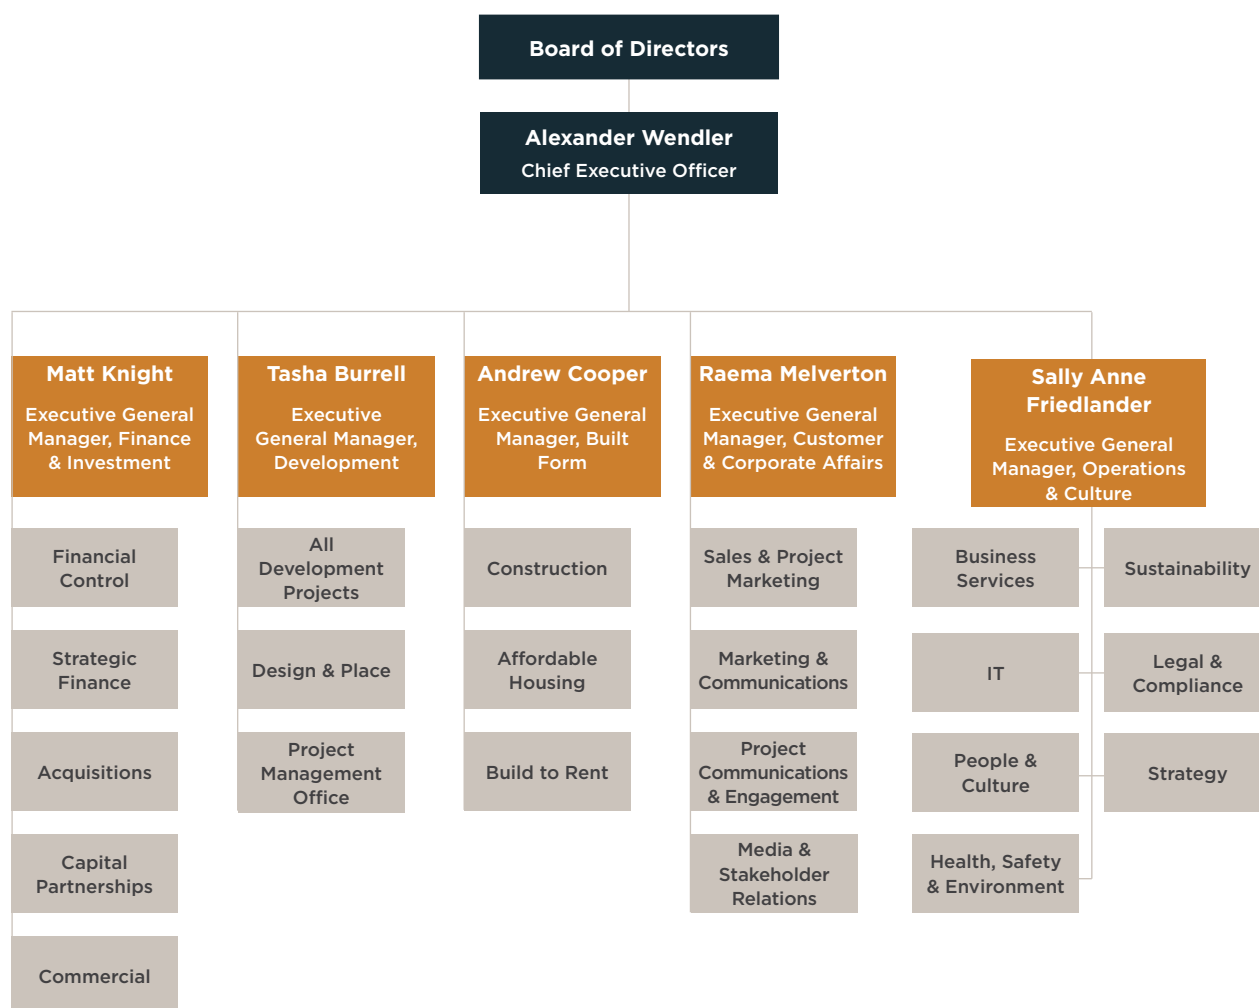 Board of Directors
Alexander Wendler
Chief Executive Officer
Matt Knight
Executive General
Manager, Finance
& Investment
Financial
Control
Strategic
Finance
Acquisitions
Capital
Partnerships
Commercial
Tasha Burrell
Executive
General Manager,
Development
All
Development
Projects
Design & Place
Project
Management
Office
Andrew Cooper
Executive General
Manager, Built
Form
Construction
Affordable
Housing
Build to Rent
Raema Melverton
Executive General
Manager, Customer
& Corporate Affairs
Sales & Project
Marketing
Marketing &
Communications
Project
Communications
& Engagement
Media &
Stakeholder
Relations
Sally Anne
Friedlander
Executive General
Manager, Operations
& Culture
Business
Services
Sustainability
IT
Legal &
Compliance
People &
Culture
Strategy
Health, Safety
& Environment